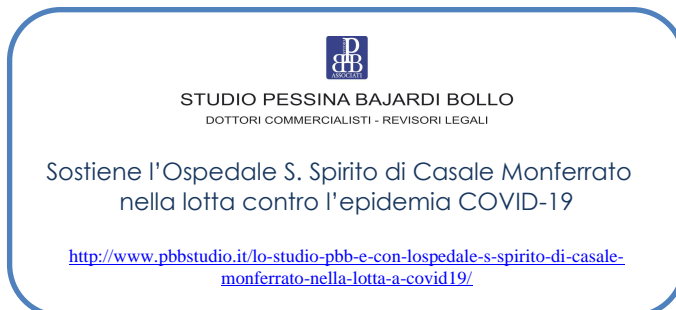 PBB
ASSOCIATI
STUDIO PESSINA BAJARDI BOLLO
DOTTORI COMMERCIALISTI - REVISORI LEGALI
Sostiene l’Ospedale S. Spirito di Casale Monferrato
nella lotta contro l’epidemia COVID-19
http://www.pbbstudio.it/lo-studio-pbb-e-con-lospedale-s-spirito-di-casale-
monferrato-nella-lotta-a-covid19/